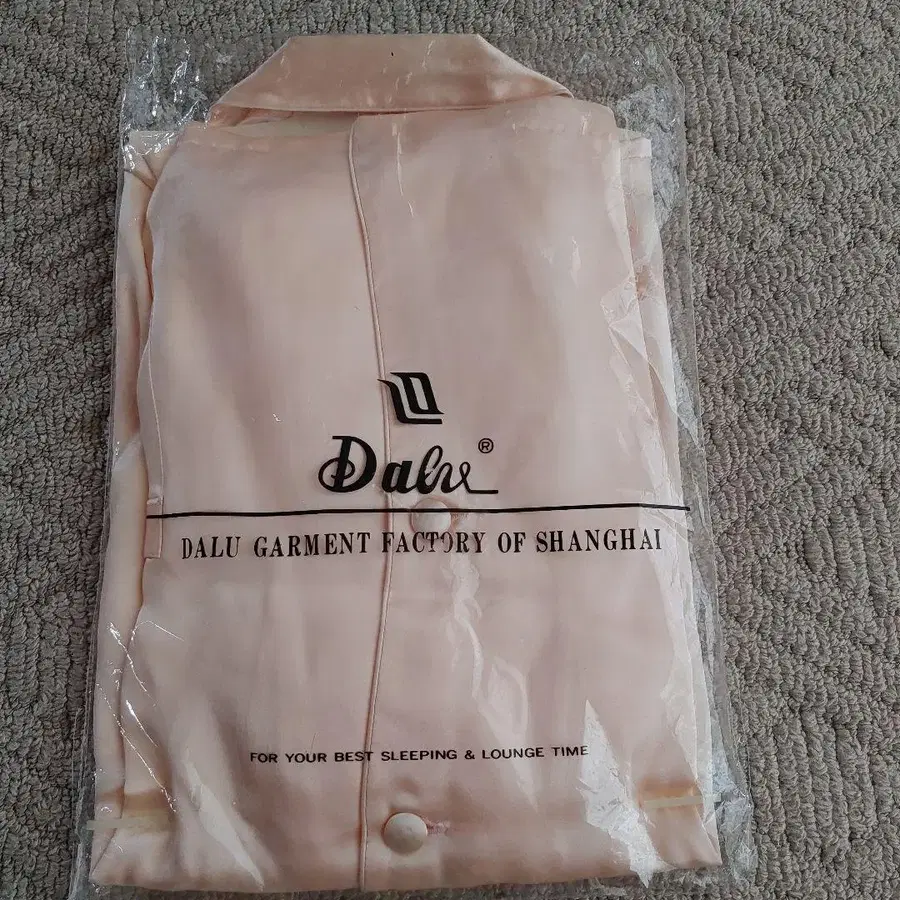 Dalu®
DALU GARMENT FACTORY OF SHANGHAI
FOR YOUR BEST SLEEPING & LOUNGE TIME